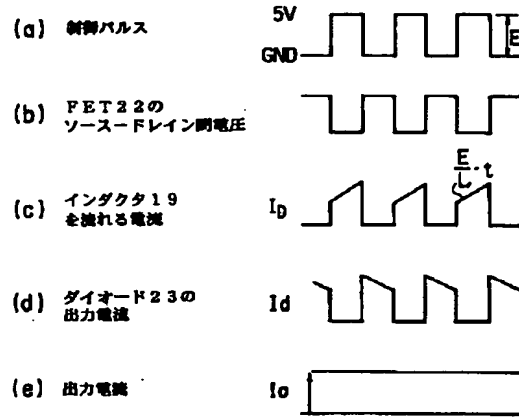 (a) 制御パルス
5V
GND
E
(b) FET22の
ソースードレイン間電圧
(c) インダクタ19
を流れる電流
ID
E/L・t
(d) ダイオード23の
出力電流
Id
(e) 出力電流
Io